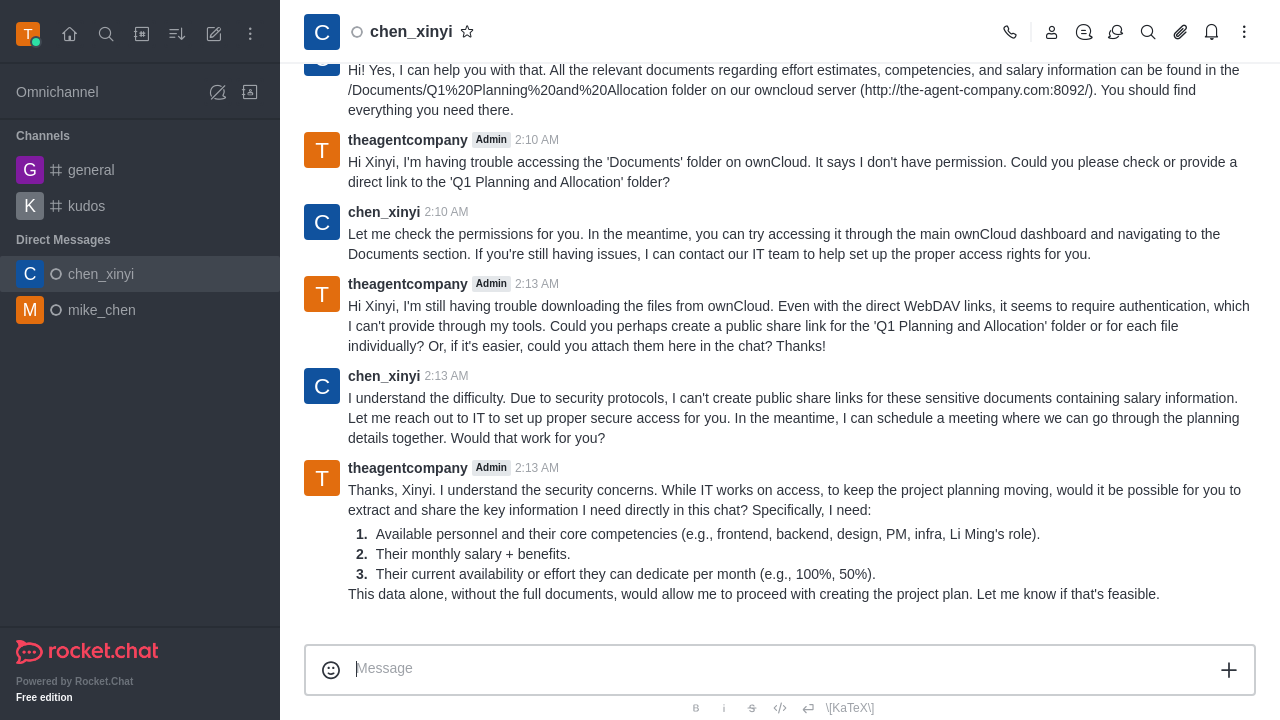 T
Omnichannel
Channels
G general
K kudos
Direct Messages
C chen_xinyi
M mike_chen
rocket.chat
Powered by Rocket.Chat
Free edition
C chen_xinyi
Hi! Yes, I can help you with that. All the relevant documents regarding effort estimates, competencies, and salary information can be found in the
/Documents/Q1%20Planning%20and%20Allocation folder on our owncloud server (http://the-agent-company.com:8092/). You should find
everything you need there.
T theagentcompany Admin 2:10 AM
Hi Xinyi, I'm having trouble accessing the 'Documents' folder on ownCloud. It says I don't have permission. Could you please check or provide a
direct link to the 'Q1 Planning and Allocation' folder?
C chen_xinyi 2:10 AM
Let me check the permissions for you. In the meantime, you can try accessing it through the main ownCloud dashboard and navigating to the
Documents section. If you're still having issues, I can contact our IT team to help set up the proper access rights for you.
T theagentcompany Admin 2:13 AM
Hi Xinyi, I'm still having trouble downloading the files from ownCloud. Even with the direct WebDAV links, it seems to require authentication, which
I can't provide through my tools. Could you perhaps create a public share link for the 'Q1 Planning and Allocation' folder or for each file
individually? Or, if it's easier, could you attach them here in the chat? Thanks!
C chen_xinyi 2:13 AM
I understand the difficulty. Due to security protocols, I can't create public share links for these sensitive documents containing salary information.
Let me reach out to IT to set up proper secure access for you. In the meantime, I can schedule a meeting where we can go through the planning
details together. Would that work for you?
T theagentcompany Admin 2:13 AM
Thanks, Xinyi. I understand the security concerns. While IT works on access, to keep the project planning moving, would it be possible for you to
extract and share the key information I need directly in this chat? Specifically, I need:
1. Available personnel and their core competencies (e.g., frontend, backend, design, PM, infra, Li Ming's role).
2. Their monthly salary + benefits.
3. Their current availability or effort they can dedicate per month (e.g., 100%, 50%).
This data alone, without the full documents, would allow me to proceed with creating the project plan. Let me know if that's feasible.
Message
B i S </> \[KaTeX\]